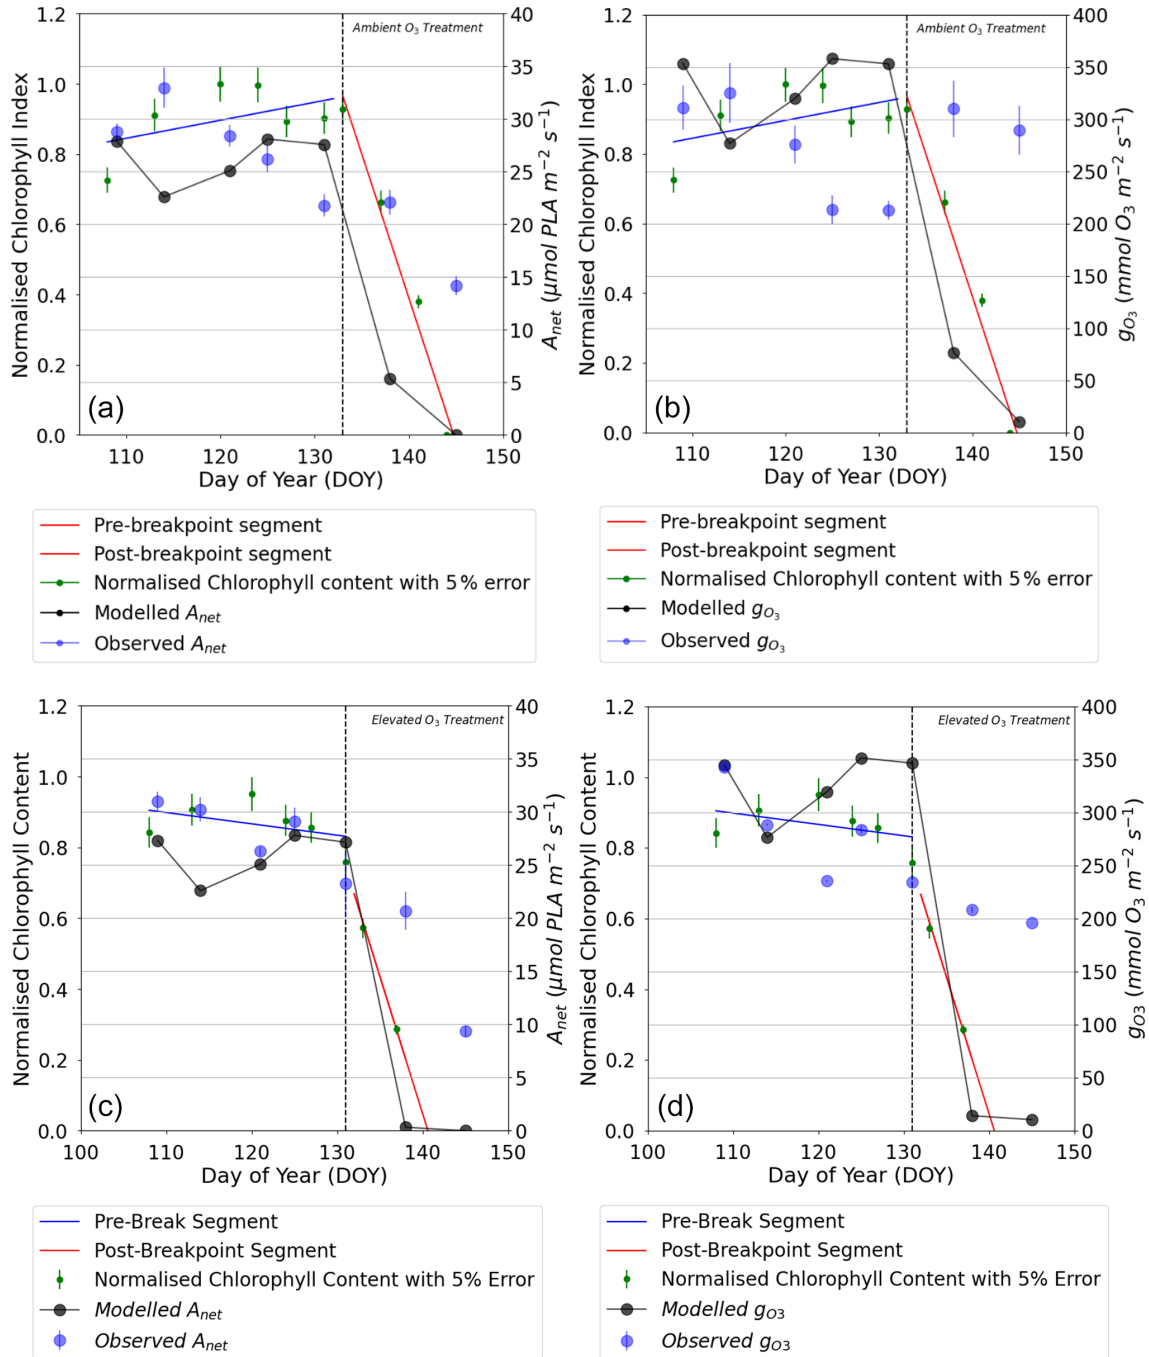 Ambient O3 Treatment
1.2
1.0
0.8
0.6
0.4
0.2
0.0
Normalised Chlorophyll Index
40
35
30
25
20
15
10
5
0
Anet (μmol PLA m−2 s−1)
(a)
110 120 130 140 150
Day of Year (DOY)
Pre-breakpoint segment
Post-breakpoint segment
Normalised Chlorophyll content with 5% error
Modelled Anet
Observed Anet
Ambient O3 Treatment
1.2
1.0
0.8
0.6
0.4
0.2
0.0
Normalised Chlorophyll Index
400
350
300
250
200
150
100
50
0
gO3 (mmol O3 m−2 s−1)
(b)
110 120 130 140 150
Day of Year (DOY)
Pre-breakpoint segment
Post-breakpoint segment
Normalised Chlorophyll content with 5% error
Modelled gO3
Observed gO3
Elevated O3 Treatment
1.2
1.0
0.8
0.6
0.4
0.2
0.0
Normalised Chlorophyll Content
40
35
30
25
20
15
10
5
0
Anet (μmol PLA m−2 s−1)
(c)
100 110 120 130 140 150
Day of Year (DOY)
Pre-Break Segment
Post-Breakpoint Segment
Normalised Chlorophyll Content with 5% Error
Modelled Anet
Observed Anet
Elevated O3 Treatment
1.2
1.0
0.8
0.6
0.4
0.2
0.0
Normalised Chlorophyll Content
400
350
300
250
200
150
100
50
0
gO3 (mmol O3 m−2 s−1)
(d)
100 110 120 130 140 150
Day of Year (DOY)
Pre-Break Segment
Post-Breakpoint Segment
Normalised Chlorophyll Content with 5% Error
Modelled gO3
Observed gO3